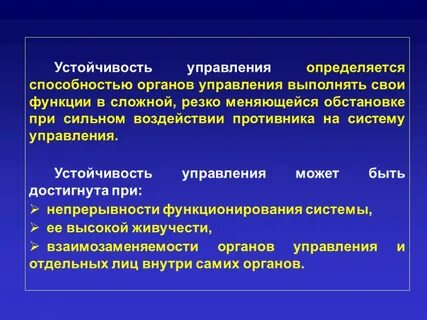 Устойчивость управления определяется
способностью органов управления выполнять свои
функции в сложной, резко меняющейся обстановке
при сильном воздействии противника на систему
управления.
Устойчивость управления может быть
достигнута при:
➢ непрерывности функционирования системы,
➢ ее высокой живучести,
➢ взаимозаменяемости органов управления и
отдельных лиц внутри самих органов.